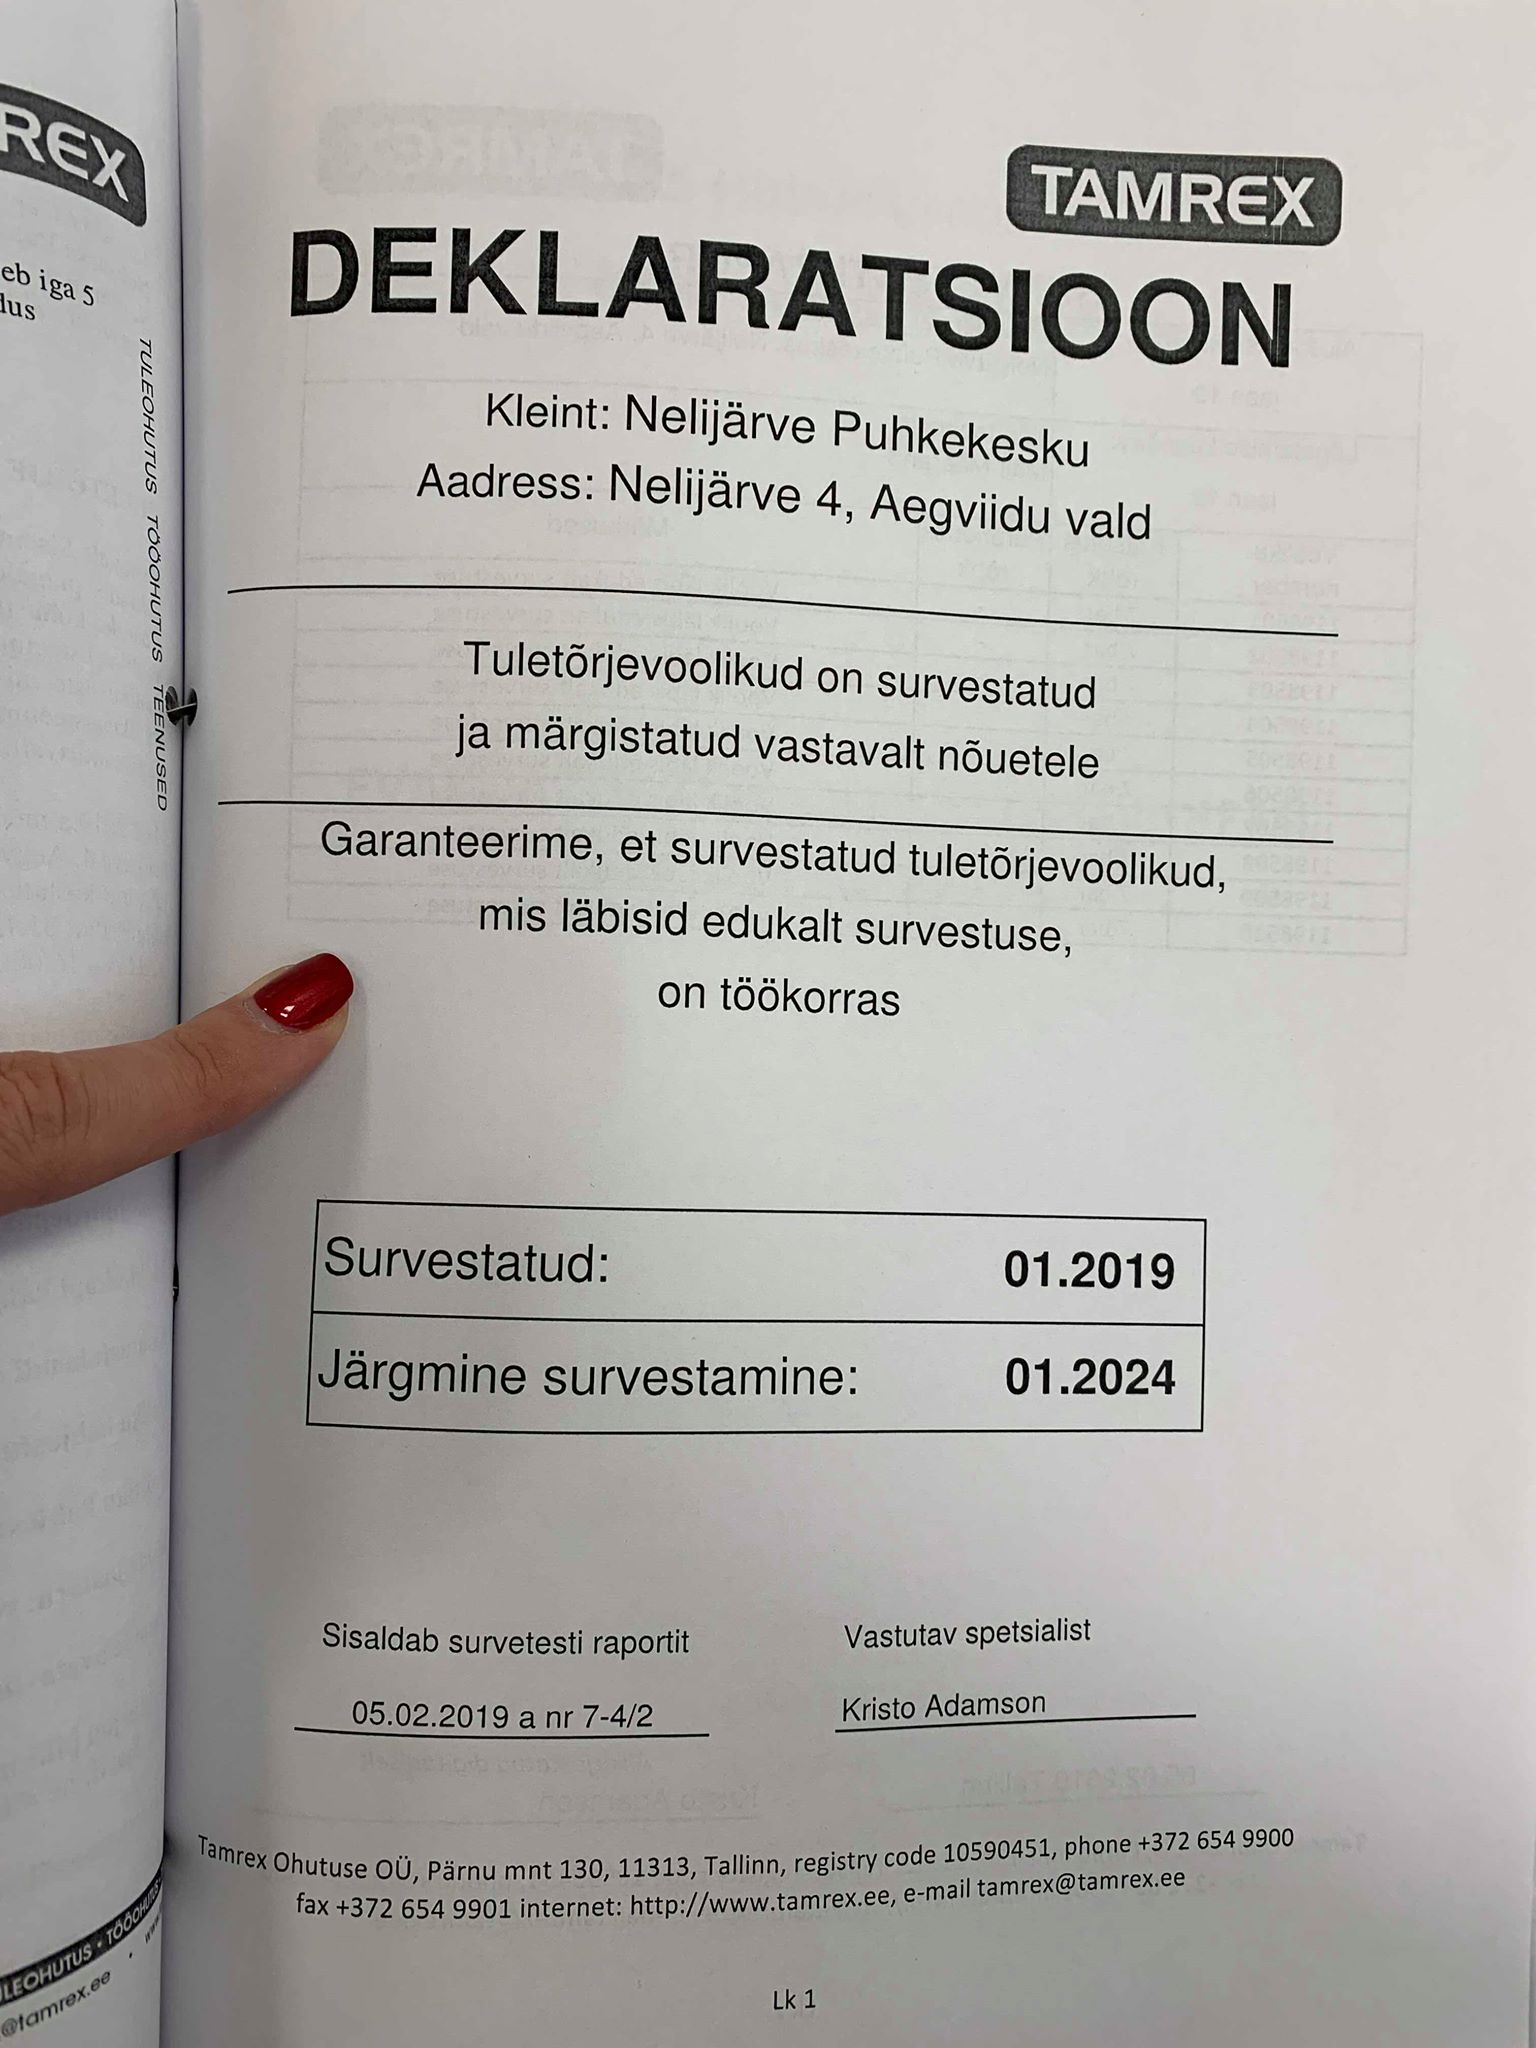 REX
eb iga 5
dus
TULEOHUTUS TÖÖOHUTUS TEENUSED
TAMREX
DEKLARATSIOON
Kleint: Nelijärve Puhkekesku
Aadress: Nelijärve 4, Aegviidu vald
Tuletõrjevoolikud on survestatud
ja märgistatud vastavalt nõuetele
Garanteerime, et survestatud tuletõrjevoolikud,
mis läbisid edukalt survestuse,
on töökorras
Survestatud: 01.2019
Järgmine survestamine: 01.2024
Sisaldab survetesti raportit
Vastutav spetsialist
05.02.2019 a nr 7-4/2
Kristo Adamson
Tamrex Ohutuse OÜ, Pärnu mnt 130, 11313, Tallinn, registry code 10590451, phone +372 654 9900
fax +372 654 9901 internet: http://www.tamrex.ee, e-mail tamrex@tamrex.ee
Lk 1
LEOHUTUS • TÖÖOHU
@tamrex.ee